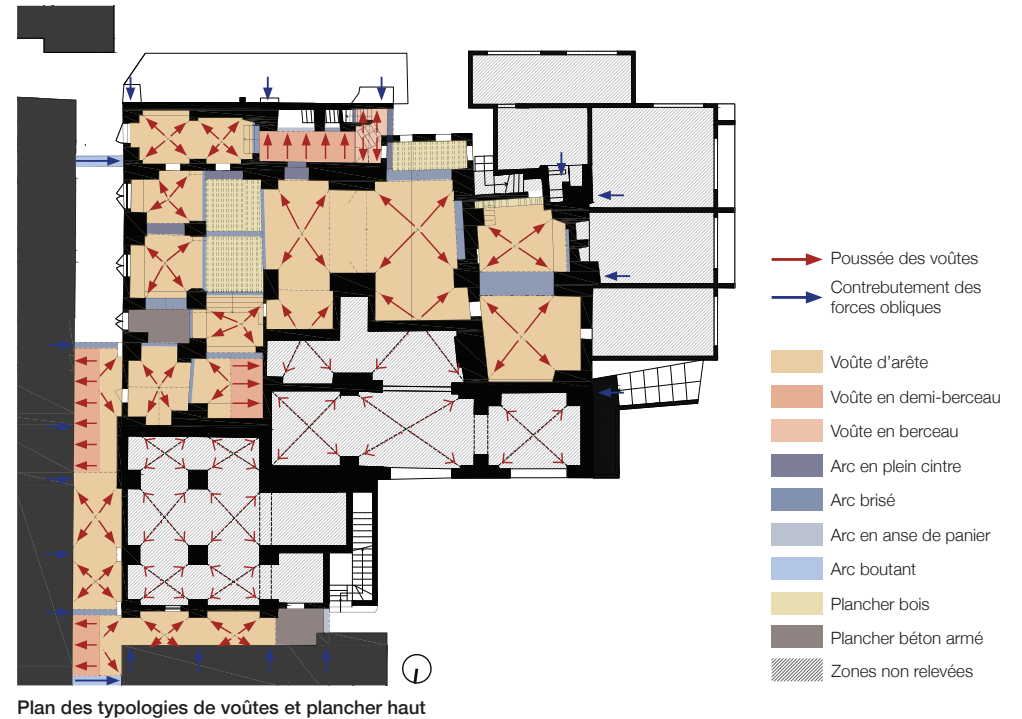 Poussée des voûtes
Contrebutement des
forces obliques
Voûte d'arête
Voûte en demi-berceau
Voûte en berceau
Arc en plein cintre
Arc brisé
Arc en anse de panier
Arc boutant
Plancher bois
Plancher béton armé
Zones non relevées
Plan des typologies de voûtes et plancher haut